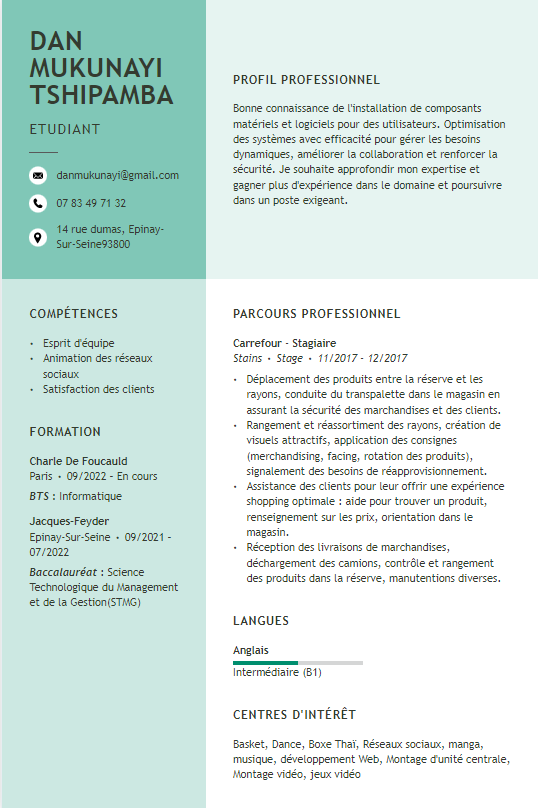 DAN
MUKUNAYI
TSHIPAMBA
ETUDIANT
danmukunayi@gmail.com
07 83 49 71 32
14 rue dumas, Epinay-
Sur-Seine93800
PROFIL PROFESSIONNEL
Bonne connaissance de l'installation de composants
matériels et logiciels pour des utilisateurs. Optimisation
des systèmes avec efficacité pour gérer les besoins
dynamiques, améliorer la collaboration et renforcer la
sécurité. Je souhaite approfondir mon expertise et
gagner plus d'expérience dans le domaine et poursuivre
dans un poste exigeant.
COMPÉTENCES
• Esprit d'équipe
• Animation des réseaux
sociaux
• Satisfaction des clients
FORMATION
Charle De Foucauld
Paris • 09/2022 - En cours
BTS : Informatique
Jacques-Feyder
Epinay-Sur-Seine • 09/2021 -
07/2022
Baccalauréat : Science
Technologique du Management
et de la Gestion(STMG)
PARCOURS PROFESSIONNEL
Carrefour - Stagiaire
Stains • Stage • 11/2017 - 12/2017
• Déplacement des produits entre la réserve et les
rayons, conduite du transpalette dans le magasin en
assurant la sécurité des marchandises et des clients.
• Rangement et réassortiment des rayons, création de
visuels attractifs, application des consignes
(merchandising, facing, rotation des produits),
signalement des besoins de réapprovisionnement.
• Assistance des clients pour leur offrir une expérience
shopping optimale : aide pour trouver un produit,
renseignement sur les prix, orientation dans le
magasin.
• Réception des livraisons de marchandises,
déchargement des camions, contrôle et rangement
des produits dans la réserve, manutentions diverses.
LANGUES
Anglais
Intermédiaire (B1)
CENTRES D'INTÉRÊT
Basket, Dance, Boxe Thaï, Réseaux sociaux, manga,
musique, développement Web, Montage d'unité centrale,
Montage vidéo, jeux vidéo